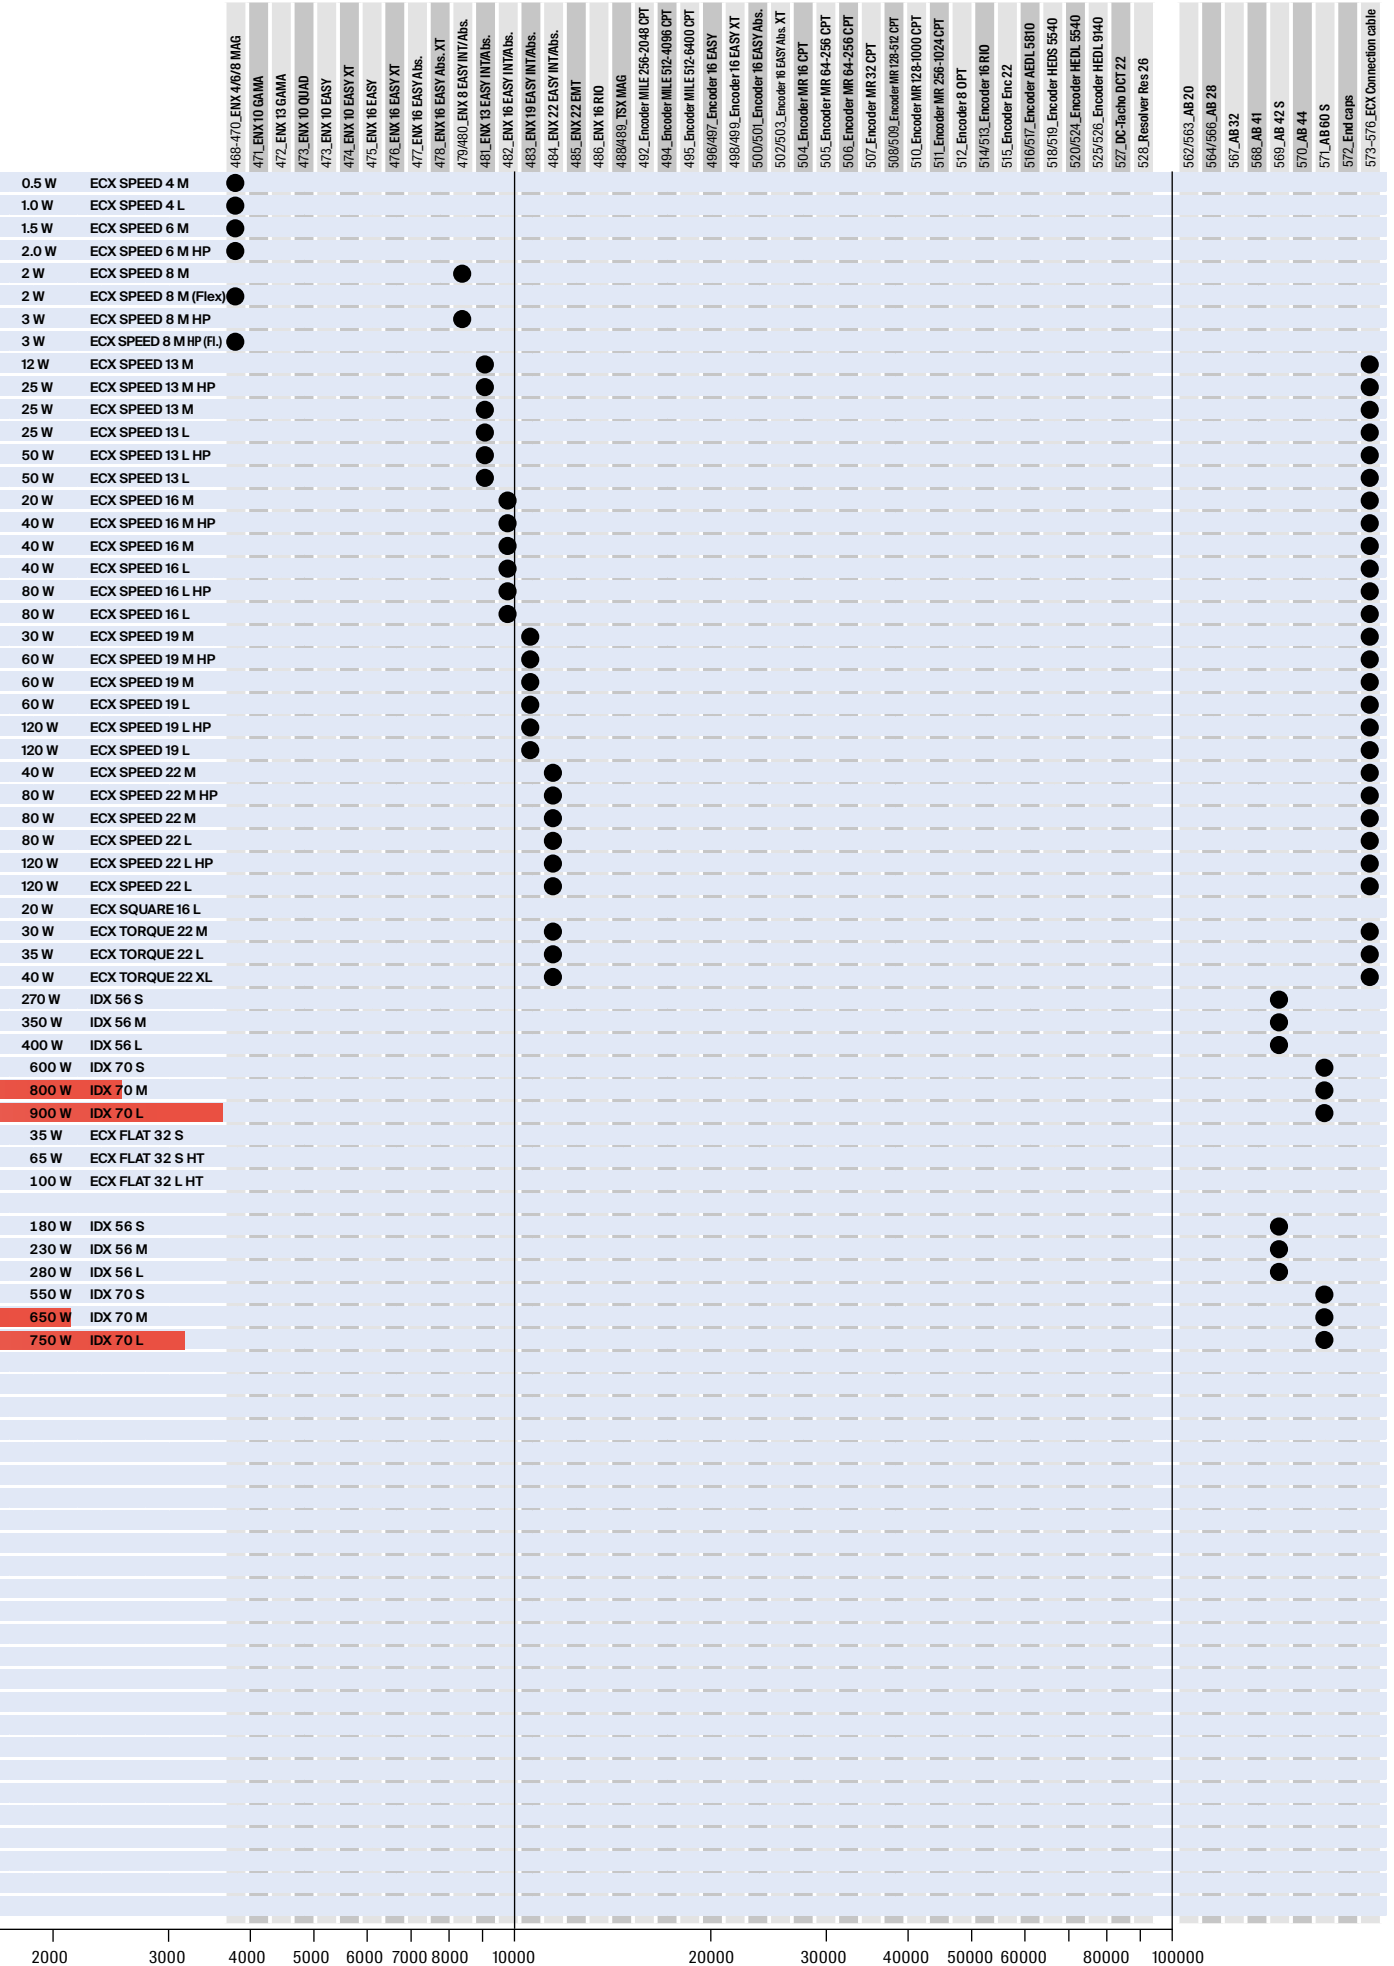 468-470_ENX 4/6/8 MAG
471_ENX 10 GAMA
472_ENX 13 GAMA
473_ENX 10 QUAD
473_ENX 10 EASY
474_ENX 10 EASY XT
475_ENX 16 EASY
476_ENX 16 EASY XT
477_ENX 16 EASY Abs.
478_ENX 16 EASY Abs. XT
479/480_ENX 8 EASY INT/Abs.
481_ENX 13 EASY INT/Abs.
482_ENX 16 EASY INT/Abs.
483_ENX 19 EASY INT/Abs.
484_ENX 22 EASY INT/Abs.
485_ENX 22 EMT
486_ENX 16 RIO
488/489_TSX MAG
492_Encoder MILE 256-2048 CPT
494_Encoder MILE 512-4096 CPT
495_Encoder MILE 512-6400 CPT
496/497_Encoder 16 EASY
498/499_Encoder 16 EASY XT
500/501_Encoder 16 EASY Abs.
502/503_Encoder 16 EASY Abs. XT
504_Encoder MR 16 CPT
505_Encoder MR 64-256 CPT
506_Encoder MR 64-256 CPT
507_Encoder MR 32 CPT
508/509_Encoder MR 128-512 CPT
510_Encoder MR 128-1000 CPT
511_Encoder MR 256-1024 CPT
512_Encoder 8 OPT
514/513_Encoder 16 RIO
515_Encoder Enc 22
516/517_Encoder AEDL 5810
518/519_Encoder HEDS 5540
520/524_Encoder HEDL 5540
525/526_Encoder HEDL 9140
527_DC-Tacho DCT 22
528_Resolver Res 26
562/563_AB 20
564/566_AB 28
567_AB 32
568_AB 41
569_AB 42 S
570_AB 44
571_AB 60 S
572_End caps
573–576_ECX Connection cable
0.5 W ECX SPEED 4 M
1.0 W ECX SPEED 4 L
1.5 W ECX SPEED 6 M
2.0 W ECX SPEED 6 M HP
2 W ECX SPEED 8 M
2 W ECX SPEED 8 M (Flex)
3 W ECX SPEED 8 M HP
3 W ECX SPEED 8 M HP (Fl.)
12 W ECX SPEED 13 M
25 W ECX SPEED 13 M HP
25 W ECX SPEED 13 M
25 W ECX SPEED 13 L
50 W ECX SPEED 13 L HP
50 W ECX SPEED 13 L
20 W ECX SPEED 16 M
40 W ECX SPEED 16 M HP
40 W ECX SPEED 16 M
40 W ECX SPEED 16 L
80 W ECX SPEED 16 L HP
80 W ECX SPEED 16 L
30 W ECX SPEED 19 M
60 W ECX SPEED 19 M HP
60 W ECX SPEED 19 M
60 W ECX SPEED 19 L
120 W ECX SPEED 19 L HP
120 W ECX SPEED 19 L
40 W ECX SPEED 22 M
80 W ECX SPEED 22 M HP
80 W ECX SPEED 22 M
80 W ECX SPEED 22 L
120 W ECX SPEED 22 L HP
120 W ECX SPEED 22 L
20 W ECX SQUARE 16 L
30 W ECX TORQUE 22 M
35 W ECX TORQUE 22 L
40 W ECX TORQUE 22 XL
270 W IDX 56 S
350 W IDX 56 M
400 W IDX 56 L
600 W IDX 70 S
800 W IDX 70 M
900 W IDX 70 L
35 W ECX FLAT 32 S
65 W ECX FLAT 32 S HT
100 W ECX FLAT 32 L HT
180 W IDX 56 S
230 W IDX 56 M
280 W IDX 56 L
550 W IDX 70 S
650 W IDX 70 M
750 W IDX 70 L
2000 3000 4000 5000 6000 7000 8000 10000 20000 30000 40000 50000 60000 80000 100000